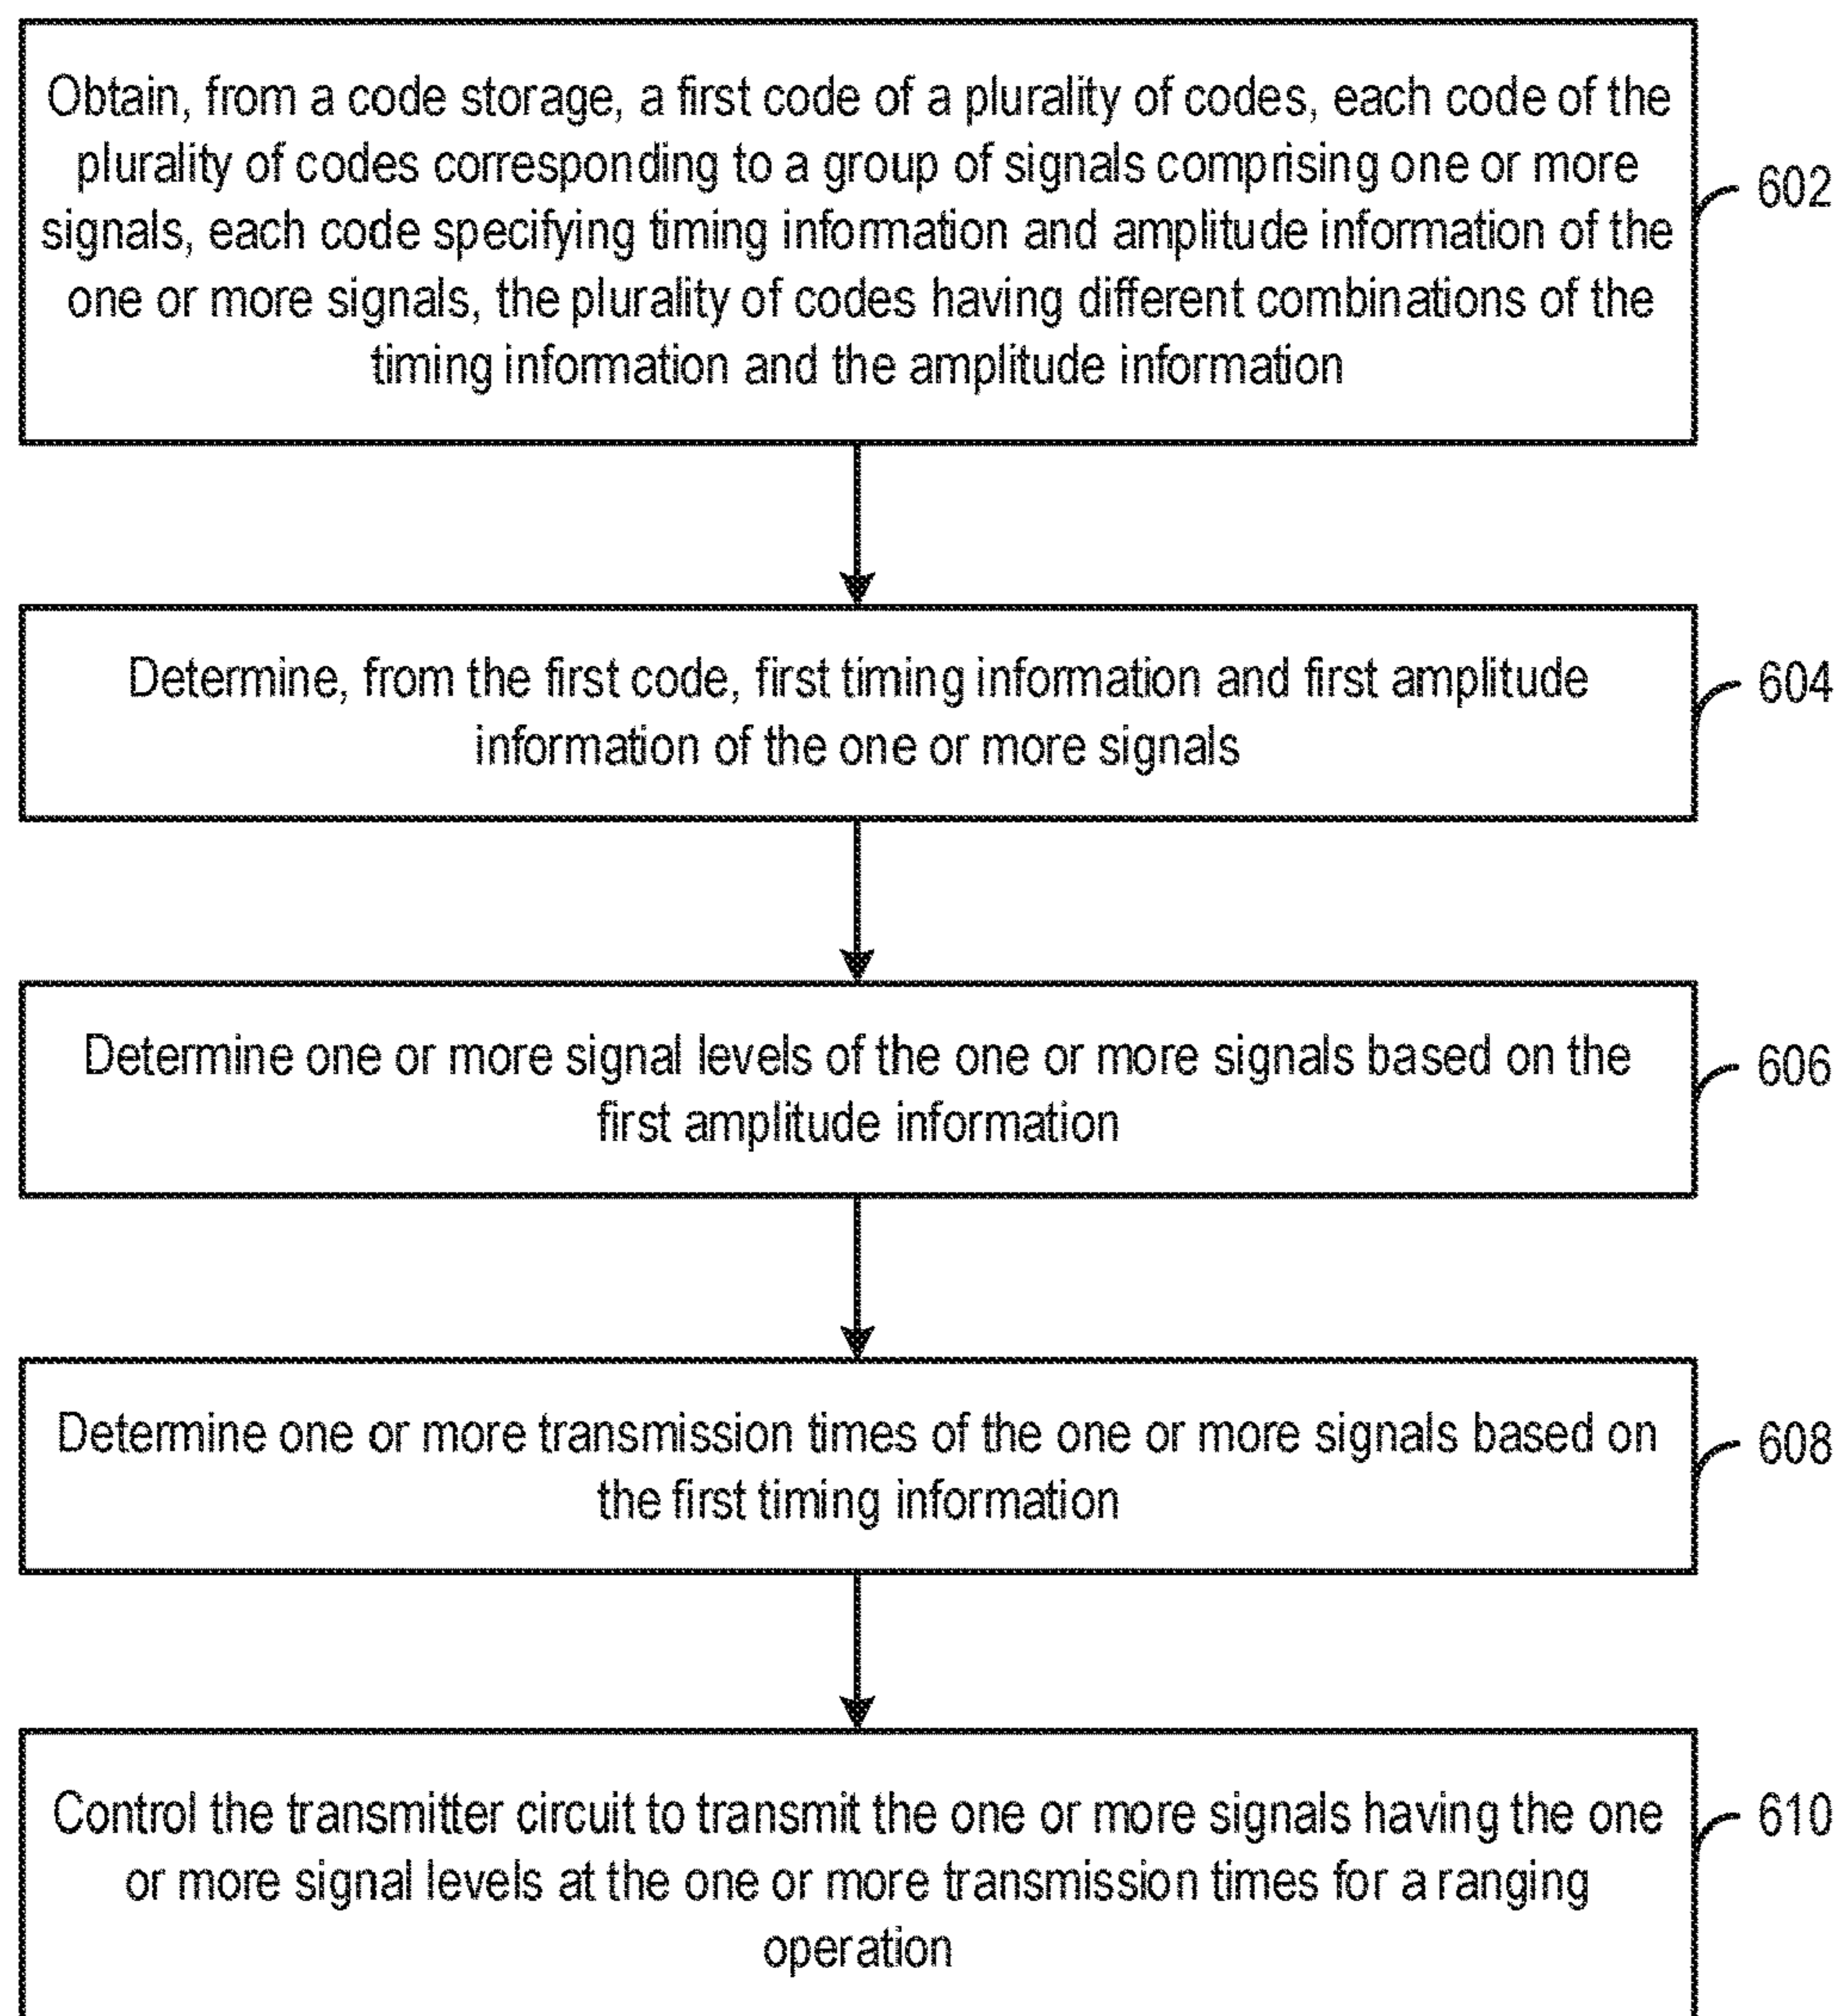 Obtain, from a code storage, a first code of a plurality of codes, each code of the
plurality of codes corresponding to a group of signals comprising one or more
signals, each code specifying timing information and amplitude information of the
one or more signals, the plurality of codes having different combinations of the
timing information and the amplitude information
602
Determine, from the first code, first timing information and first amplitude
information of the one or more signals
604
Determine one or more signal levels of the one or more signals based on the
first amplitude information
606
Determine one or more transmission times of the one or more signals based on
the first timing information
608
Control the transmitter circuit to transmit the one or more signals having the one
or more signal levels at the one or more transmission times for a ranging
operation
610